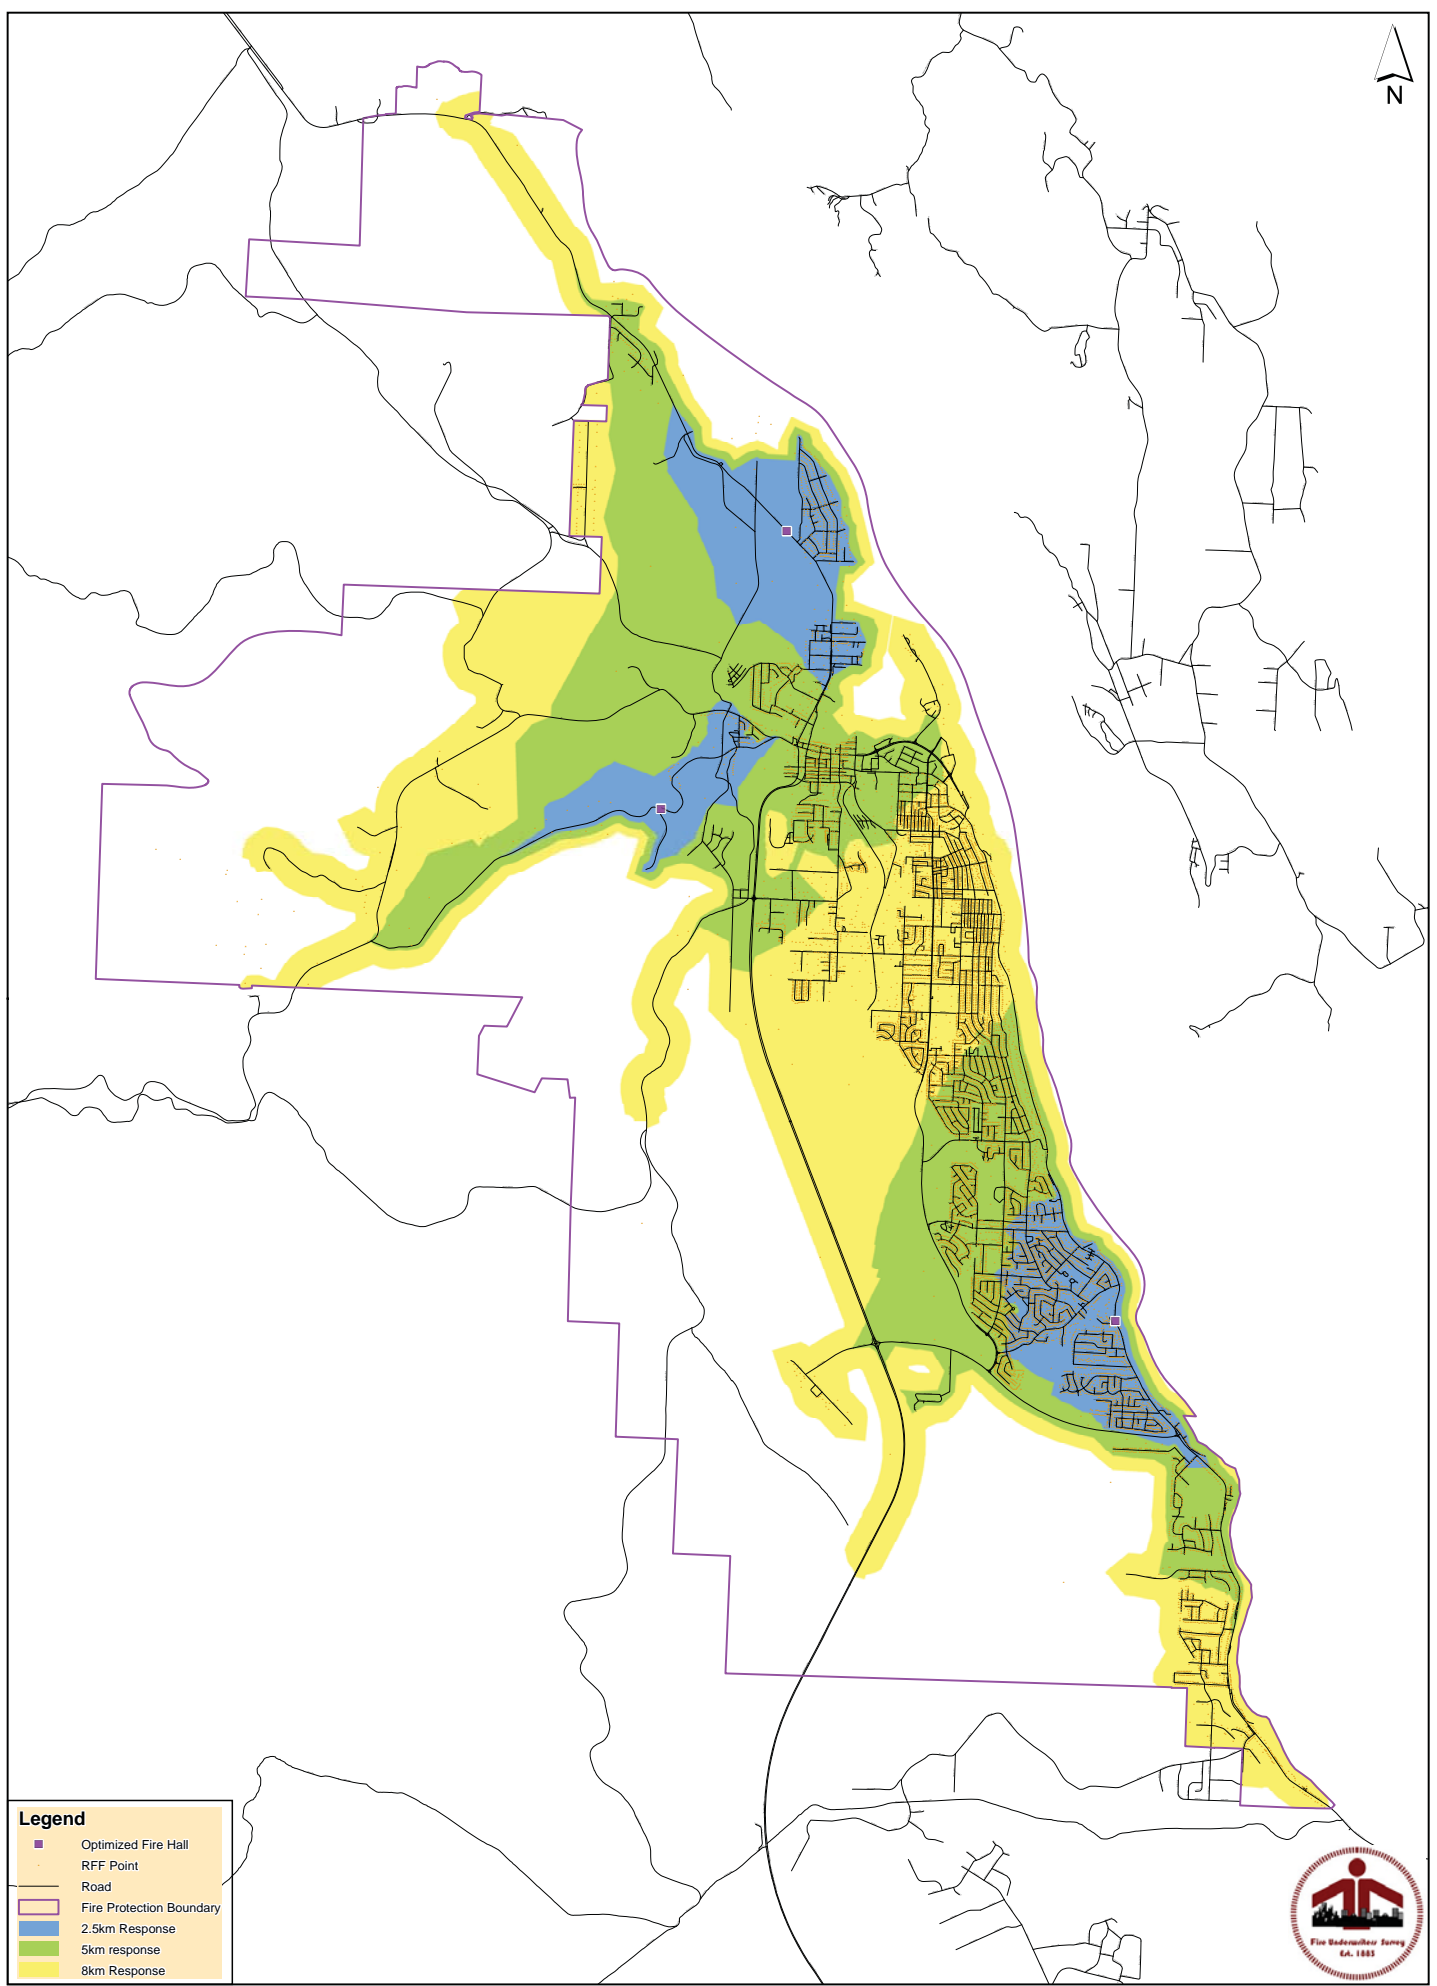 N
Legend
Optimized Fire Hall
RFF Point
Road
Fire Protection Boundary
2.5km Response
5km response
8km Response
Fire Underwriters Survey
Est. 1883